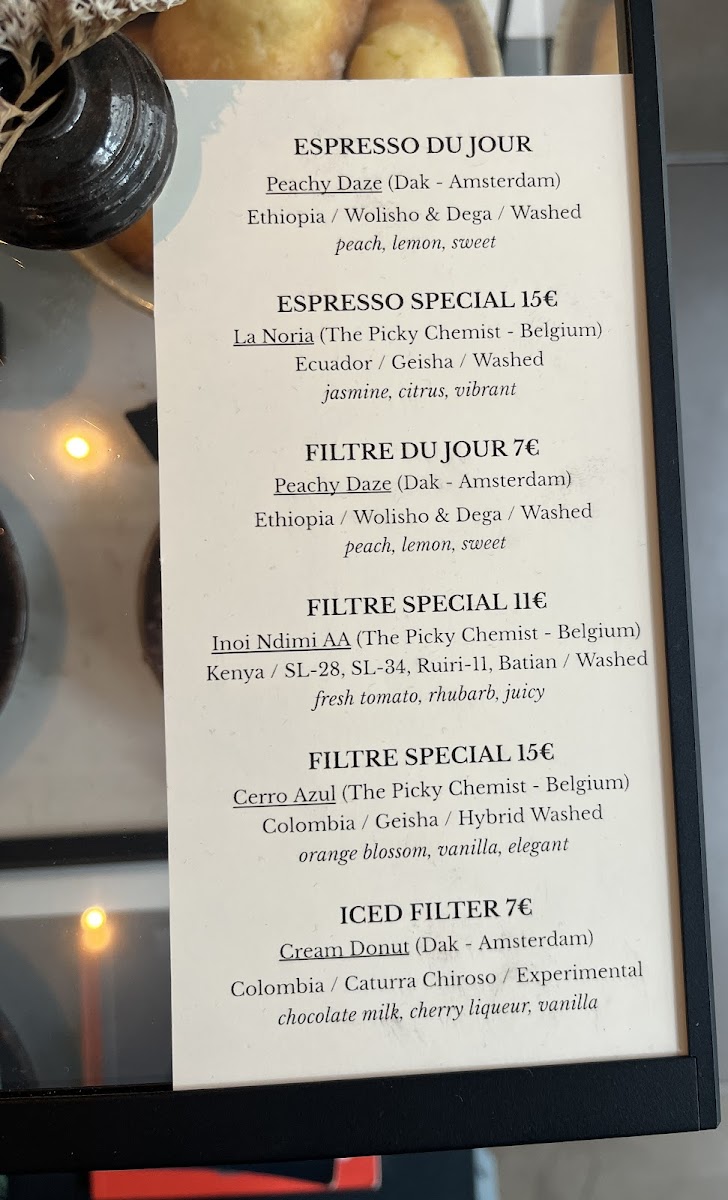 ESPRESSO DU JOUR
Peachy Daze (Dak - Amsterdam)
Ethiopia / Wolisho & Dega / Washed
peach, lemon, sweet
ESPRESSO SPECIAL 15€
La Noria (The Picky Chemist - Belgium)
Ecuador / Geisha / Washed
jasmine, citrus, vibrant
FILTRE DU JOUR 7€
Peachy Daze (Dak - Amsterdam)
Ethiopia / Wolisho & Dega / Washed
peach, lemon, sweet
FILTRE SPECIAL 11€
Inoi Ndimi AA (The Picky Chemist - Belgium)
Kenya / SL-28, SL-34, Ruiri-11, Batian / Washed
fresh tomato, rhubarb, juicy
FILTRE SPECIAL 15€
Cerro Azul (The Picky Chemist - Belgium)
Colombia / Geisha / Hybrid Washed
orange blossom, vanilla, elegant
ICED FILTER 7€
Cream Donut (Dak - Amsterdam)
Colombia / Caturra Chiroso / Experimental
chocolate milk, cherry liqueur, vanilla